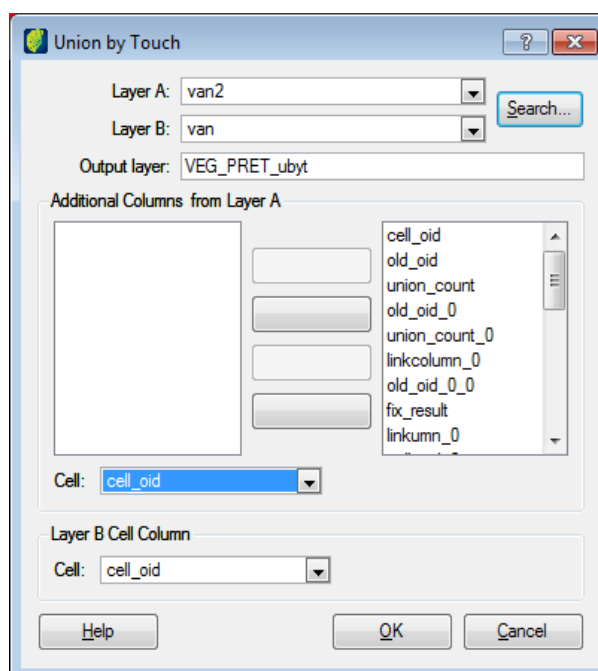 Union by Touch
Layer A: van2
Search...
Layer B: van
Output layer: VEG_PRET_ubyt
Additional Columns from Layer A
cell_oid
old_oid
union_count
old_oid_0
union_count_0
linkcolumn_0
old_oid_0_0
fix_result
linkumn_0
Cell: cell_oid
Layer B Cell Column
Cell: cell_oid
Help OK Cancel